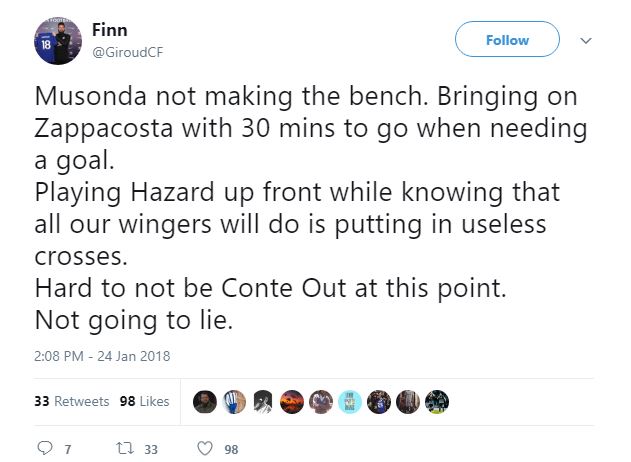 Finn
@GiroudCF
Follow
Musonda not making the bench. Bringing on
Zappacosta with 30 mins to go when needing
a goal.
Playing Hazard up front while knowing that
all our wingers will do is putting in useless
crosses.
Hard to not be Conte Out at this point.
Not going to lie.
2:08 PM - 24 Jan 2018
33 Retweets 98 Likes
7 33 98